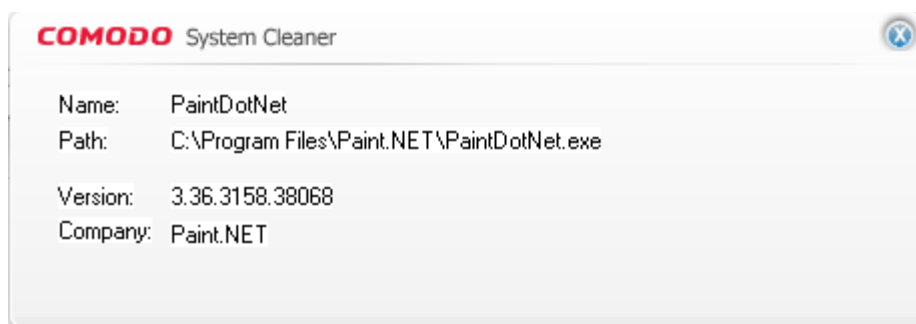 COMODO System Cleaner
Name: PaintDotNet
Path: C:\Program Files\Paint.NET\PaintDotNet.exe
Version: 3.36.3158.38068
Company: Paint.NET